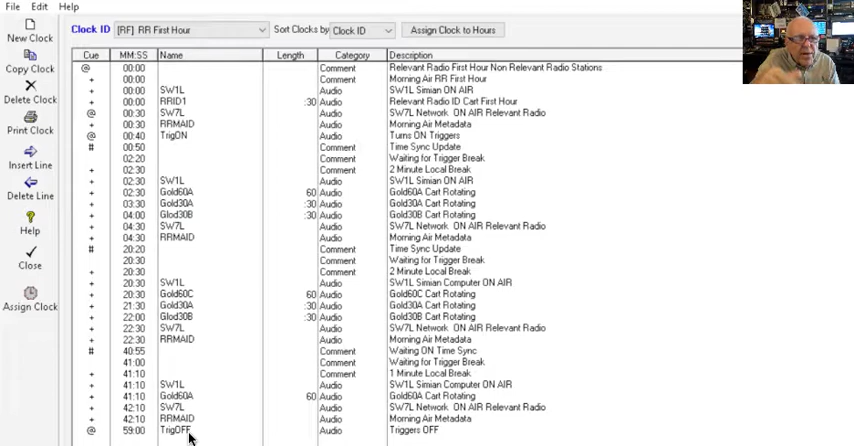 File Edit Help
New Clock
Copy Clock
Delete Clock
Print Clock
Insert Line
Delete Line
Help
Close
Assign Clock
Clock ID [RF] RR First Hour Sort Clocks by Clock ID Assign Clock to Hours
Cue MM:SS Name Length Category Description
@ 00:00 Comment Relevant Radio First Hour Non Relevant Radio Stations
+ 00:00 Comment Morning Air RR First Hour
+ 00:00 SW1L Audio SW1L Simian ON AIR
+ 00:00 RRID1 :30 Audio Relevant Radio ID Cart First Hour
@ 00:30 SW7L Audio SW7L Network ON AIR Relevant Radio
+ 00:30 RRMAID Audio Morning Air Metadata
@ 00:40 TrigON Audio Turns ON Triggers
# 00:50 Comment Time Sync Update
02:20 Comment Waiting for Trigger Break
+ 02:30 Comment 2 Minute Local Break
+ 02:30 SW1L Audio SW1L Simian ON AIR
+ 02:30 Gold60A 60 Audio Gold60A Cart Rotating
+ 03:30 Gold30A :30 Audio Gold30A Cart Rotating
+ 04:00 Glod30B :30 Audio Gold30B Cart Rotating
+ 04:30 SW7L Audio SW7L Network ON AIR Relevant Radio
+ 04:30 RRMAID Audio Morning Air Metadata
# 20:20 Comment Time Sync Update
20:30 Comment Waiting for Trigger Break
+ 20:30 Comment 2 Minute Local Break
+ 20:30 SW1L Audio SW1L Simian Computer ON AIR
+ 20:30 Gold60C 60 Audio Gold60C Cart Rotating
+ 21:30 Gold30A :30 Audio Gold30A Cart Rotating
+ 22:00 Glod30B :30 Audio Gold30B Cart Rotating
+ 22:30 SW7L Audio SW7L Network ON AIR Relevant Radio
+ 22:30 RRMAID Audio Morning Air Metadata
# 40:55 Comment Waiting ON Time Sync
41:00 Comment Waiting for Trigger Break
+ 41:10 Comment 1 Minute Local Break
+ 41:10 SW1L Audio SW1L Simian Computer ON AIR
+ 41:10 Gold60A 60 Audio Gold60A Cart Rotating
+ 42:10 SW7L Audio SW7L Network ON AIR Relevant Radio
+ 42:10 RRMAID Audio Morning Air Metadata
@ 59:00 TrigOFF Audio Triggers OFF